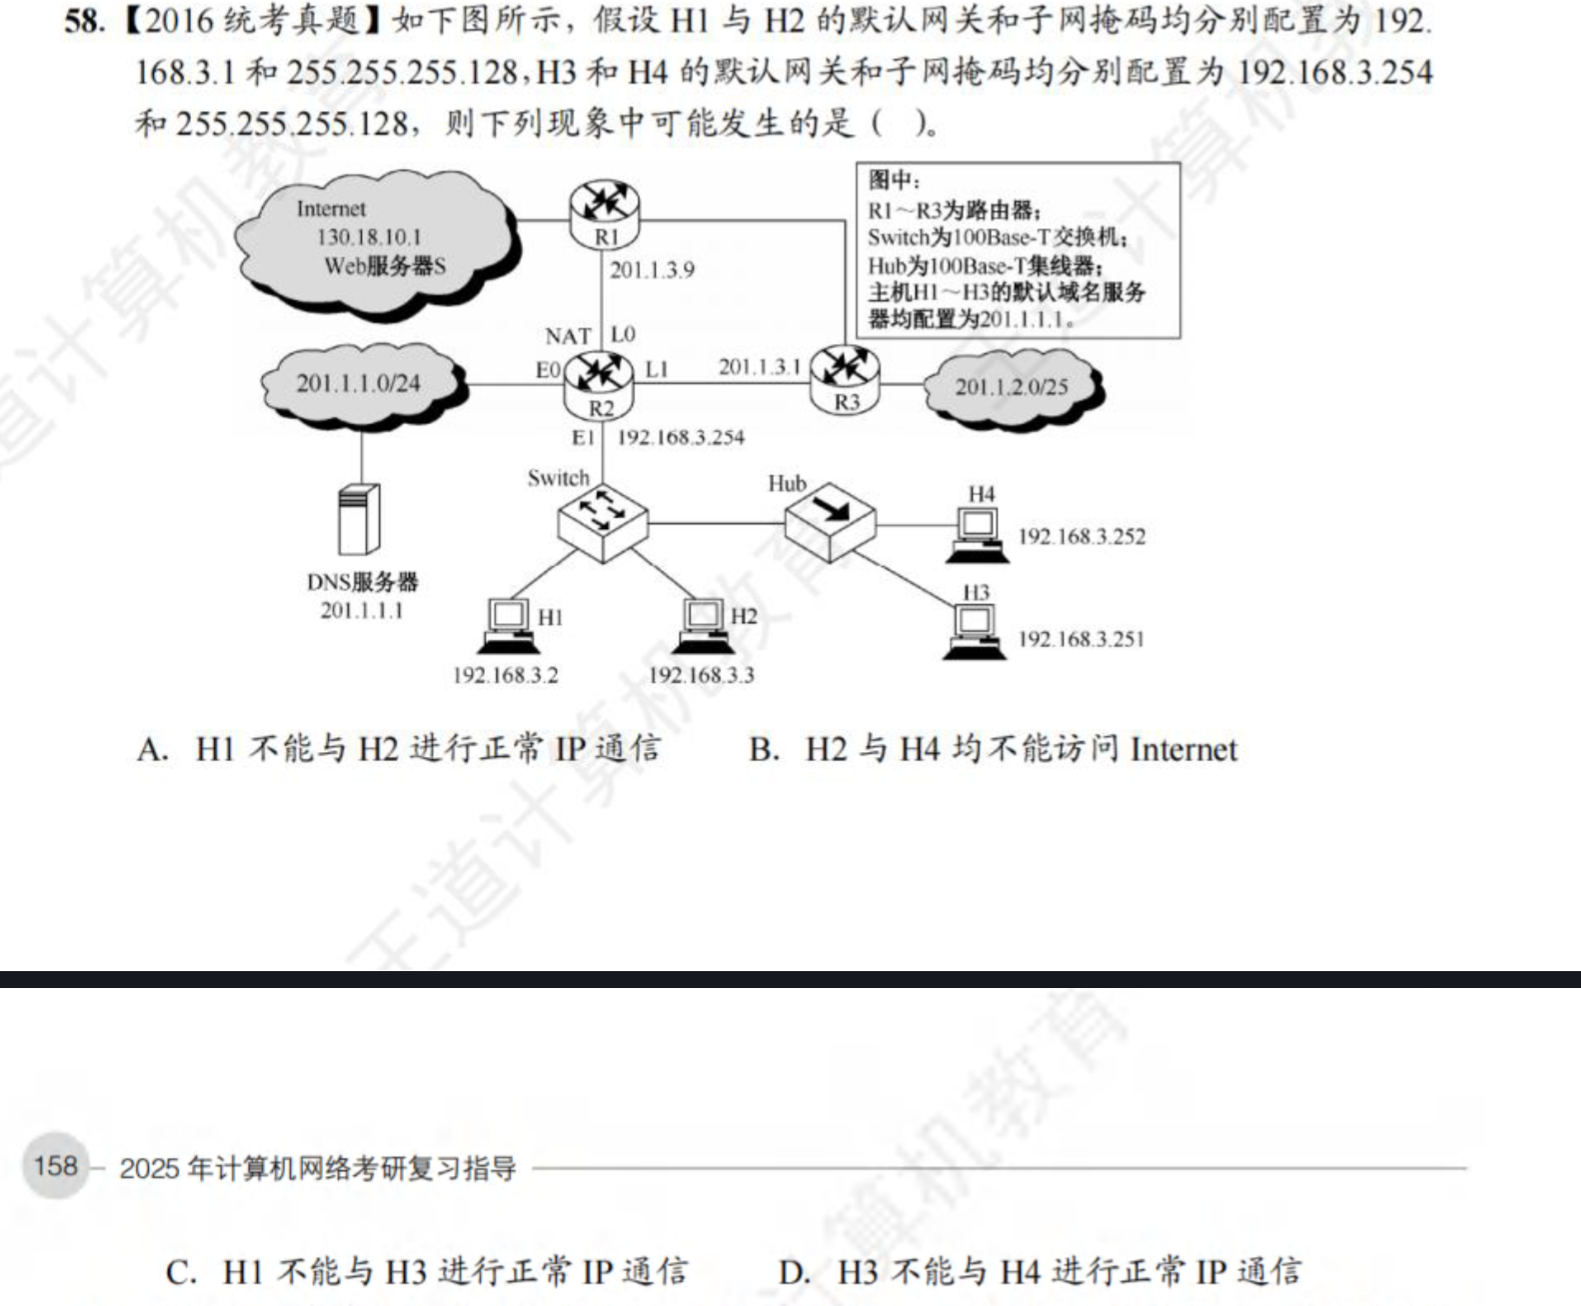 58.【2016 统考真题】如下图所示，假设 H1 与 H2 的默认网关和子网掩码均分别配置为 192.
168.3.1 和 255.255.255.128，H3 和 H4 的默认网关和子网掩码均分别配置为 192.168.3.254
和 255.255.255.128，则下列现象中可能发生的是（ ）。
Internet
130.18.10.1
Web服务器S
R1
201.1.3.9
图中：
R1～R3为路由器；
Switch为100Base-T交换机；
Hub为100Base-T集线器；
主机H1～H3的默认域名服务
器均配置为201.1.1.1。
NAT L0
E0
L1
201.1.3.1
201.1.1.0/24
R2
R3
201.1.2.0/25
E1 192.168.3.254
Switch
Hub
H4
192.168.3.252
DNS服务器
201.1.1.1
H1
H2
H3
192.168.3.251
192.168.3.2
192.168.3.3
A. H1 不能与 H2 进行正常 IP 通信 B. H2 与 H4 均不能访问 Internet
158 2025 年计算机网络考研复习指导
C. H1 不能与 H3 进行正常 IP 通信 D. H3 不能与 H4 进行正常 IP 通信
王道计算机教育